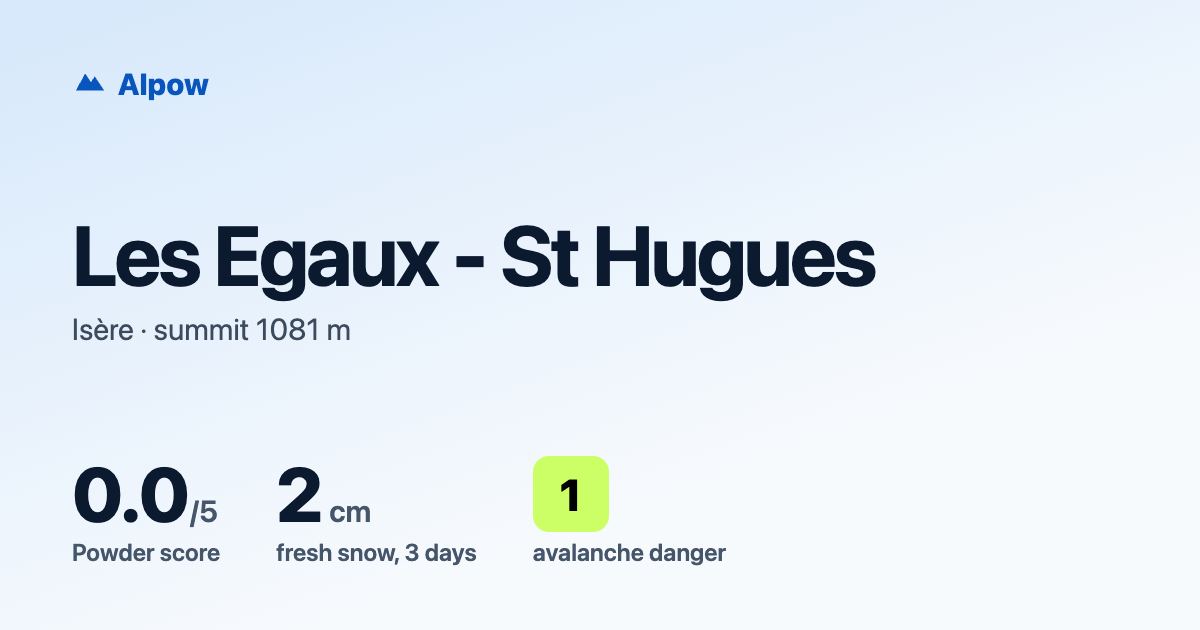 Alpow
Les Egaux - St Hugues
Isère · summit 1081 m
0.0/5
Powder score
2 cm
fresh snow, 3 days
1
avalanche danger